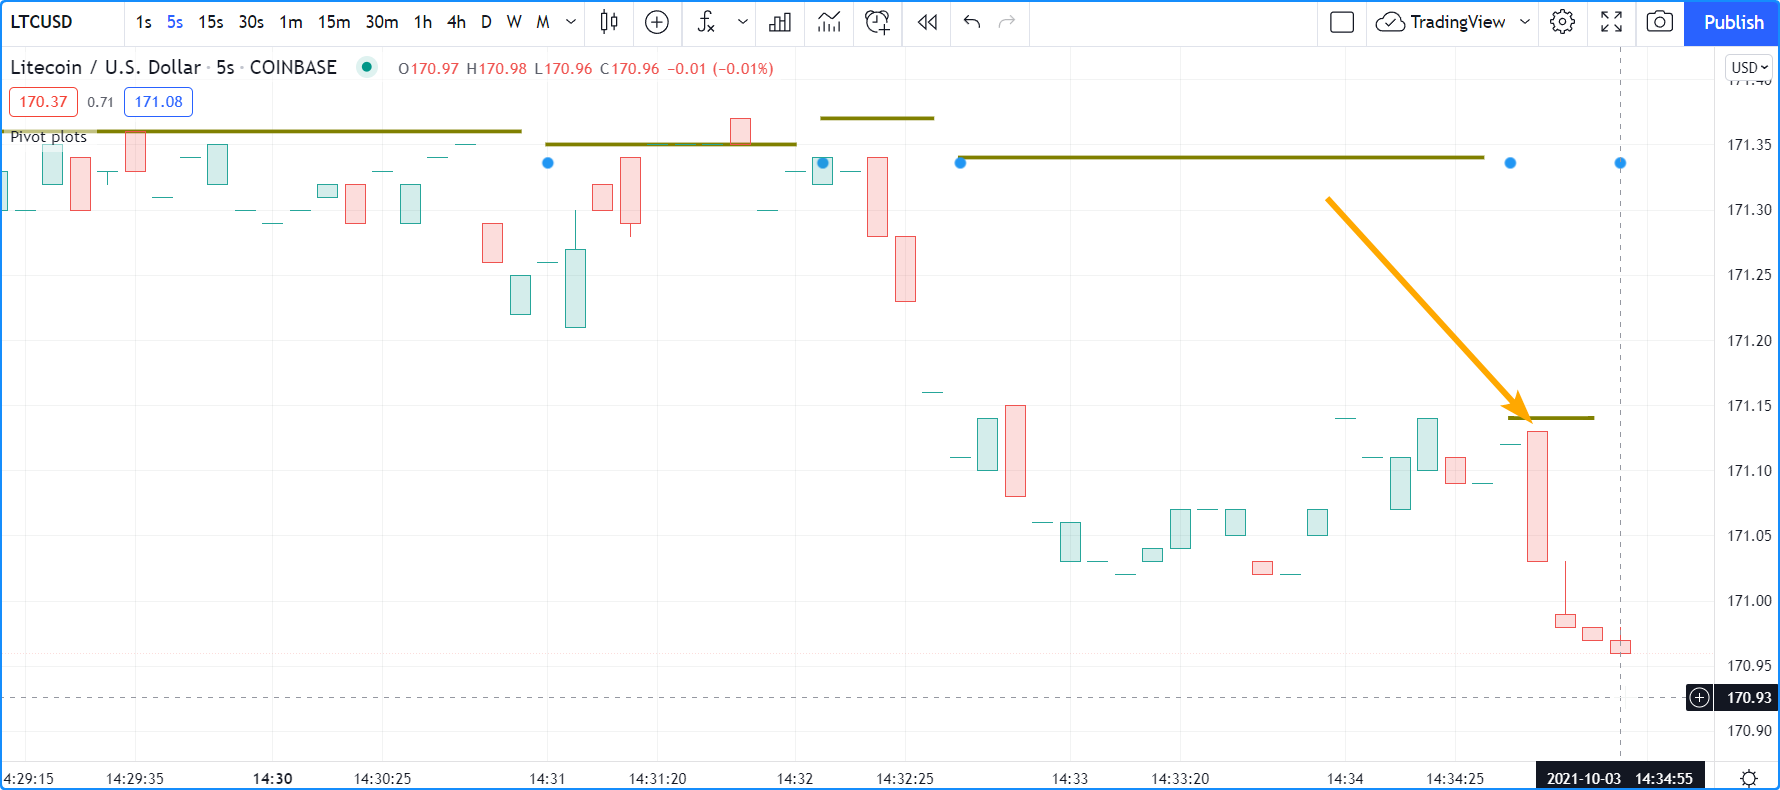 LTCUSD 1s 5s 15s 30s 1m 15m 30m 1h 4h D W M fx TradingView Publish
Litecoin / U.S. Dollar · 5s · COINBASE O170.97 H170.98 L170.96 C170.96 −0.01 (−0.01%)
USD
171.40
170.37 0.71 171.08
Pivot plots
171.35
171.30
171.25
171.20
171.15
171.10
171.05
171.00
170.95
170.93
170.90
4:29:15 14:29:35 14:30 14:30:25 14:31 14:31:20 14:32 14:32:25 14:33 14:33:20 14:34 14:34:25 2021-10-03 14:34:55